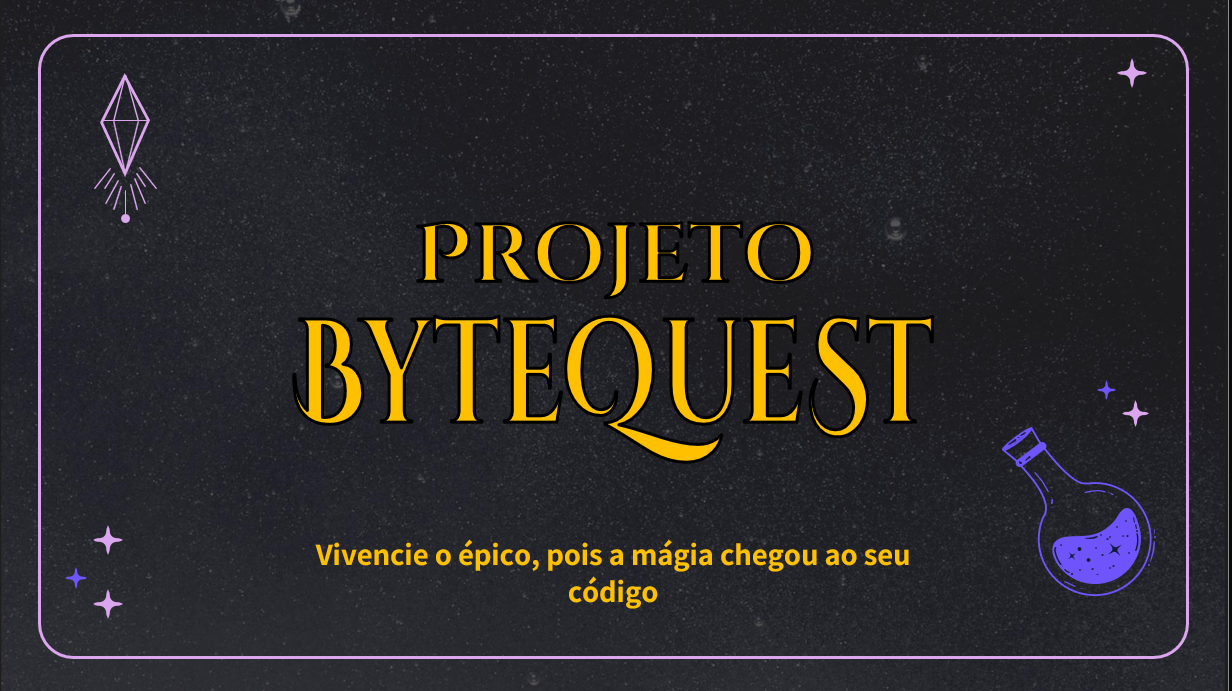 PROJETO
BYTEQUEST
Vivencie o épico, pois a mágia chegou ao seu
código